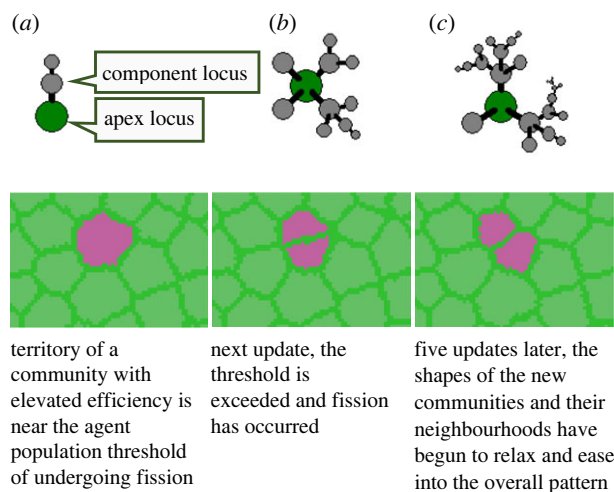 (a)
(b)
(c)
component locus
apex locus
territory of a
community with
elevated efficiency is
near the agent
population threshold
of undergoing fission
next update, the
threshold is
exceeded and fission
has occurred
five updates later, the
shapes of the new
communities and their
neighbourhoods have
begun to relax and ease
into the overall pattern